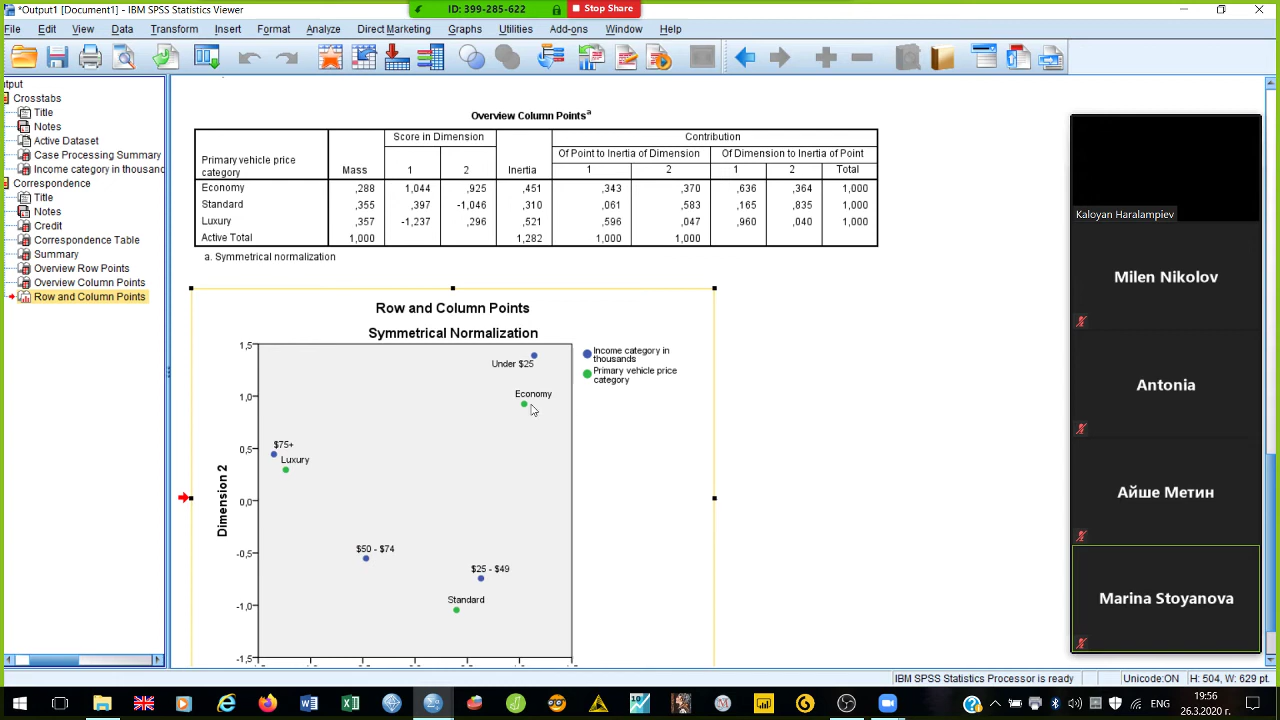 *Output1 [Document1] - IBM SPSS Statistics Viewer
ID: 399-285-622
Stop Share
File Edit View Data Transform Insert Format Analyze Direct Marketing Graphs Utilities Add-ons Window Help
Crosstabs
Title
Notes
Active Dataset
Case Processing Summary
Income category in thousand
Correspondence
Title
Notes
Credit
Correspondence Table
Summary
Overview Row Points
Overview Column Points
Row and Column Points
Overview Column Pointsa
Primary vehicle price category Mass Score in Dimension Inertia Contribution
Of Point to Inertia of Dimension Of Dimension to Inertia of Point
1 2 1 2 1 2 Total
Economy ,288 1,044 ,925 ,451 ,343 ,370 ,636 ,364 1,000
Standard ,355 ,397 -1,046 ,310 ,061 ,583 ,165 ,835 1,000
Luxury ,357 -1,237 ,296 ,521 ,596 ,047 ,960 ,040 1,000
Active Total 1,000 1,282 1,000 1,000
a. Symmetrical normalization
Row and Column Points
Symmetrical Normalization
1,5
1,0
0,5
0,0
-0,5
-1,0
-1,5
Dimension 2
Under $25
Economy
$75+
Luxury
$50 - $74
$25 - $49
Standard
Income category in
thousands
Primary vehicle price
category
Kaloyan Haralampiev
Milen Nikolov
Antonia
Айше Метин
Marina Stoyanova
IBM SPSS Statistics Processor is ready Unicode:ON H: 504, W: 629 pt.
19:56
26.3.2020 г.